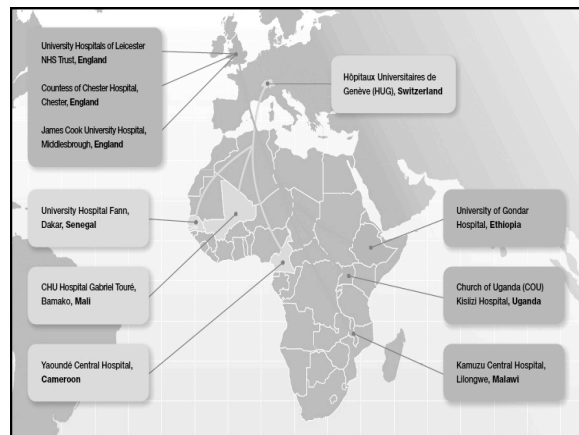 University Hospitals of Leicester
NHS Trust, England
Countess of Chester Hospital,
Chester, England
James Cook University Hospital,
Middlesbrough, England
Hôpitaux Universitaires de
Genève (HUG), Switzerland
University Hospital Fann,
Dakar, Senegal
CHU Hospital Gabriel Touré,
Bamako, Mali
Yaoundé Central Hospital,
Cameroon
University of Gondar
Hospital, Ethiopia
Church of Uganda (COU)
Kisiizi Hospital, Uganda
Kamuzu Central Hospital,
Lilongwe, Malawi